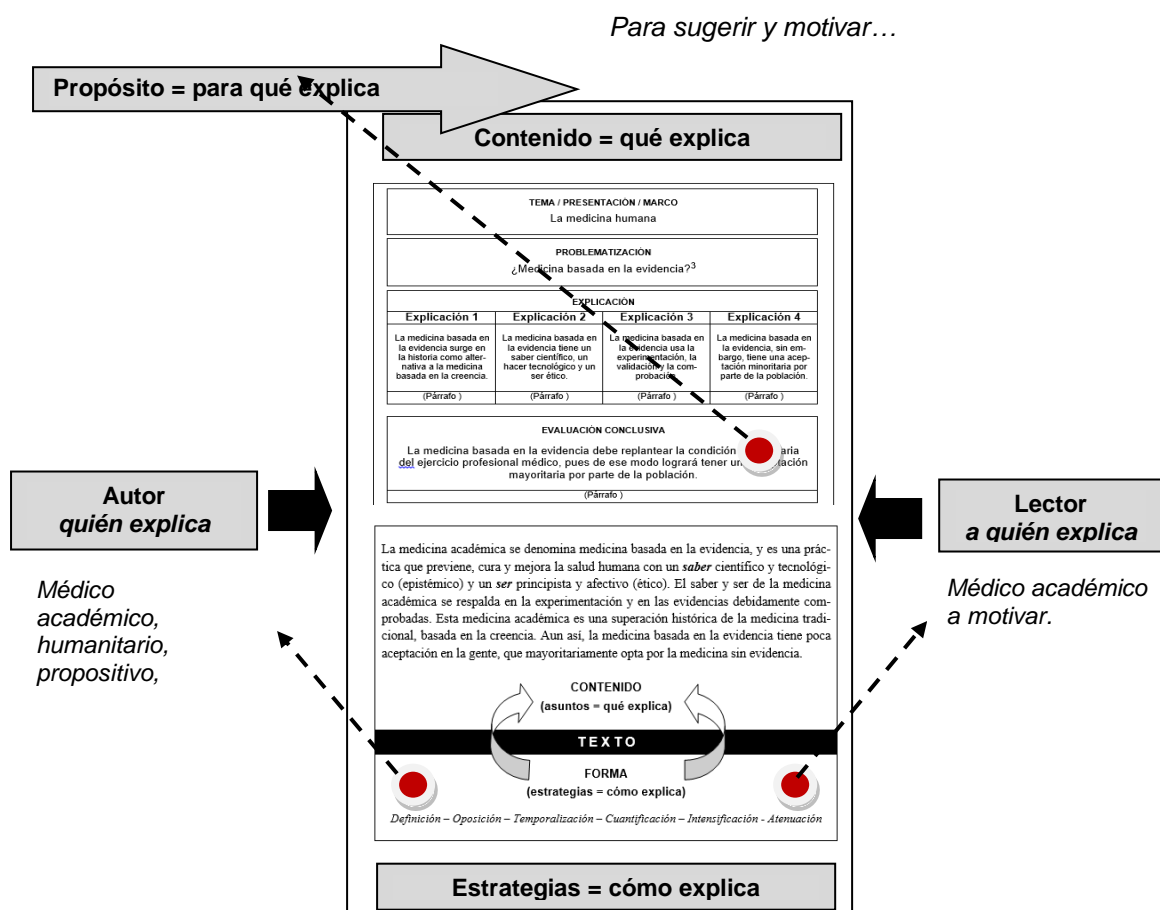 Para sugerir y motivar…
Propósito = para qué explica
Contenido = qué explica
TEMA / PRESENTACIÓN / MARCO
La medicina humana
PROBLEMATIZACIÓN
¿Medicina basada en la evidencia?3
EXPLICACIÓN
Explicación 1
La medicina basada en
la evidencia surge en
la historia como alter-
nativa a la medicina
basada en la creencia.
(Párrafo )
Explicación 2
La medicina basada en
la evidencia tiene un
saber científico, un
hacer tecnológico y un
ser ético.
(Párrafo )
Explicación 3
La medicina basada en
la evidencia usa la
experimentación, la
validación y la com-
probación.
(Párrafo )
Explicación 4
La medicina basada en
la evidencia, sin em-
bargo, tiene una acep-
tación minoritaria por
parte de la población.
(Párrafo )
EVALUACIÓN CONCLUSIVA
La medicina basada en la evidencia debe replantear la condición
del ejercicio profesional médico, pues de ese modo logrará tener
mayoritaria por parte de la población.
(Párrafo )
Autor
quién explica
Médico
académico,
humanitario,
propositivo,
Lector
a quién explica
Médico académico
a motivar.
La medicina académica se denomina medicina basada en la evidencia, y es una prác-
tica que previene, cura y mejora la salud humana con un saber científico y tecnológi-
co (epistémico) y un ser principista y afectivo (ético). El saber y ser de la medicina
académica se respalda en la experimentación y en las evidencias debidamente com-
probadas. Esta medicina académica es una superación histórica de la medicina tradi-
cional, basada en la creencia. Aun así, la medicina basada en la evidencia tiene poca
aceptación en la gente, que mayoritariamente opta por la medicina sin evidencia.
CONTENIDO
(asuntos = qué explica)
TEXTO
FORMA
(estrategias = cómo explica)
Definición – Oposición – Temporalización – Cuantificación – Intensificación - Atenuación
Estrategias = cómo explica